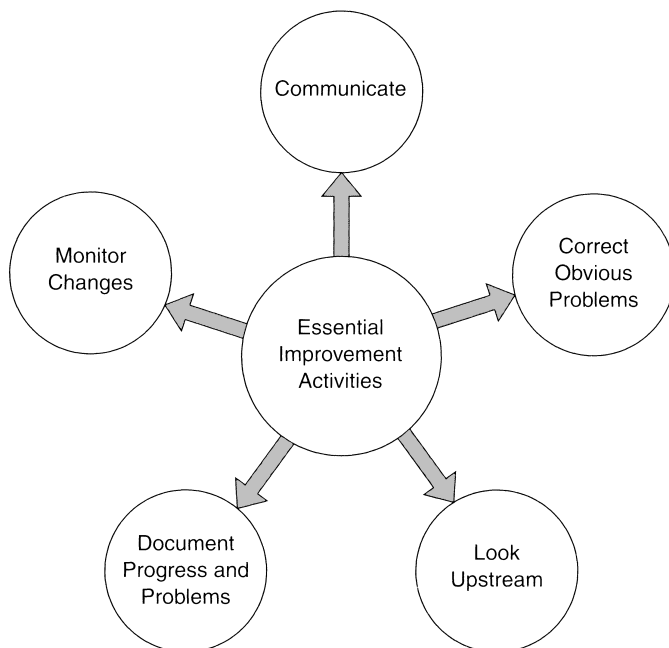 Communicate
Monitor
Changes
Correct
Obvious
Problems
Essential
Improvement
Activities
Document
Progress and
Problems
Look
Upstream